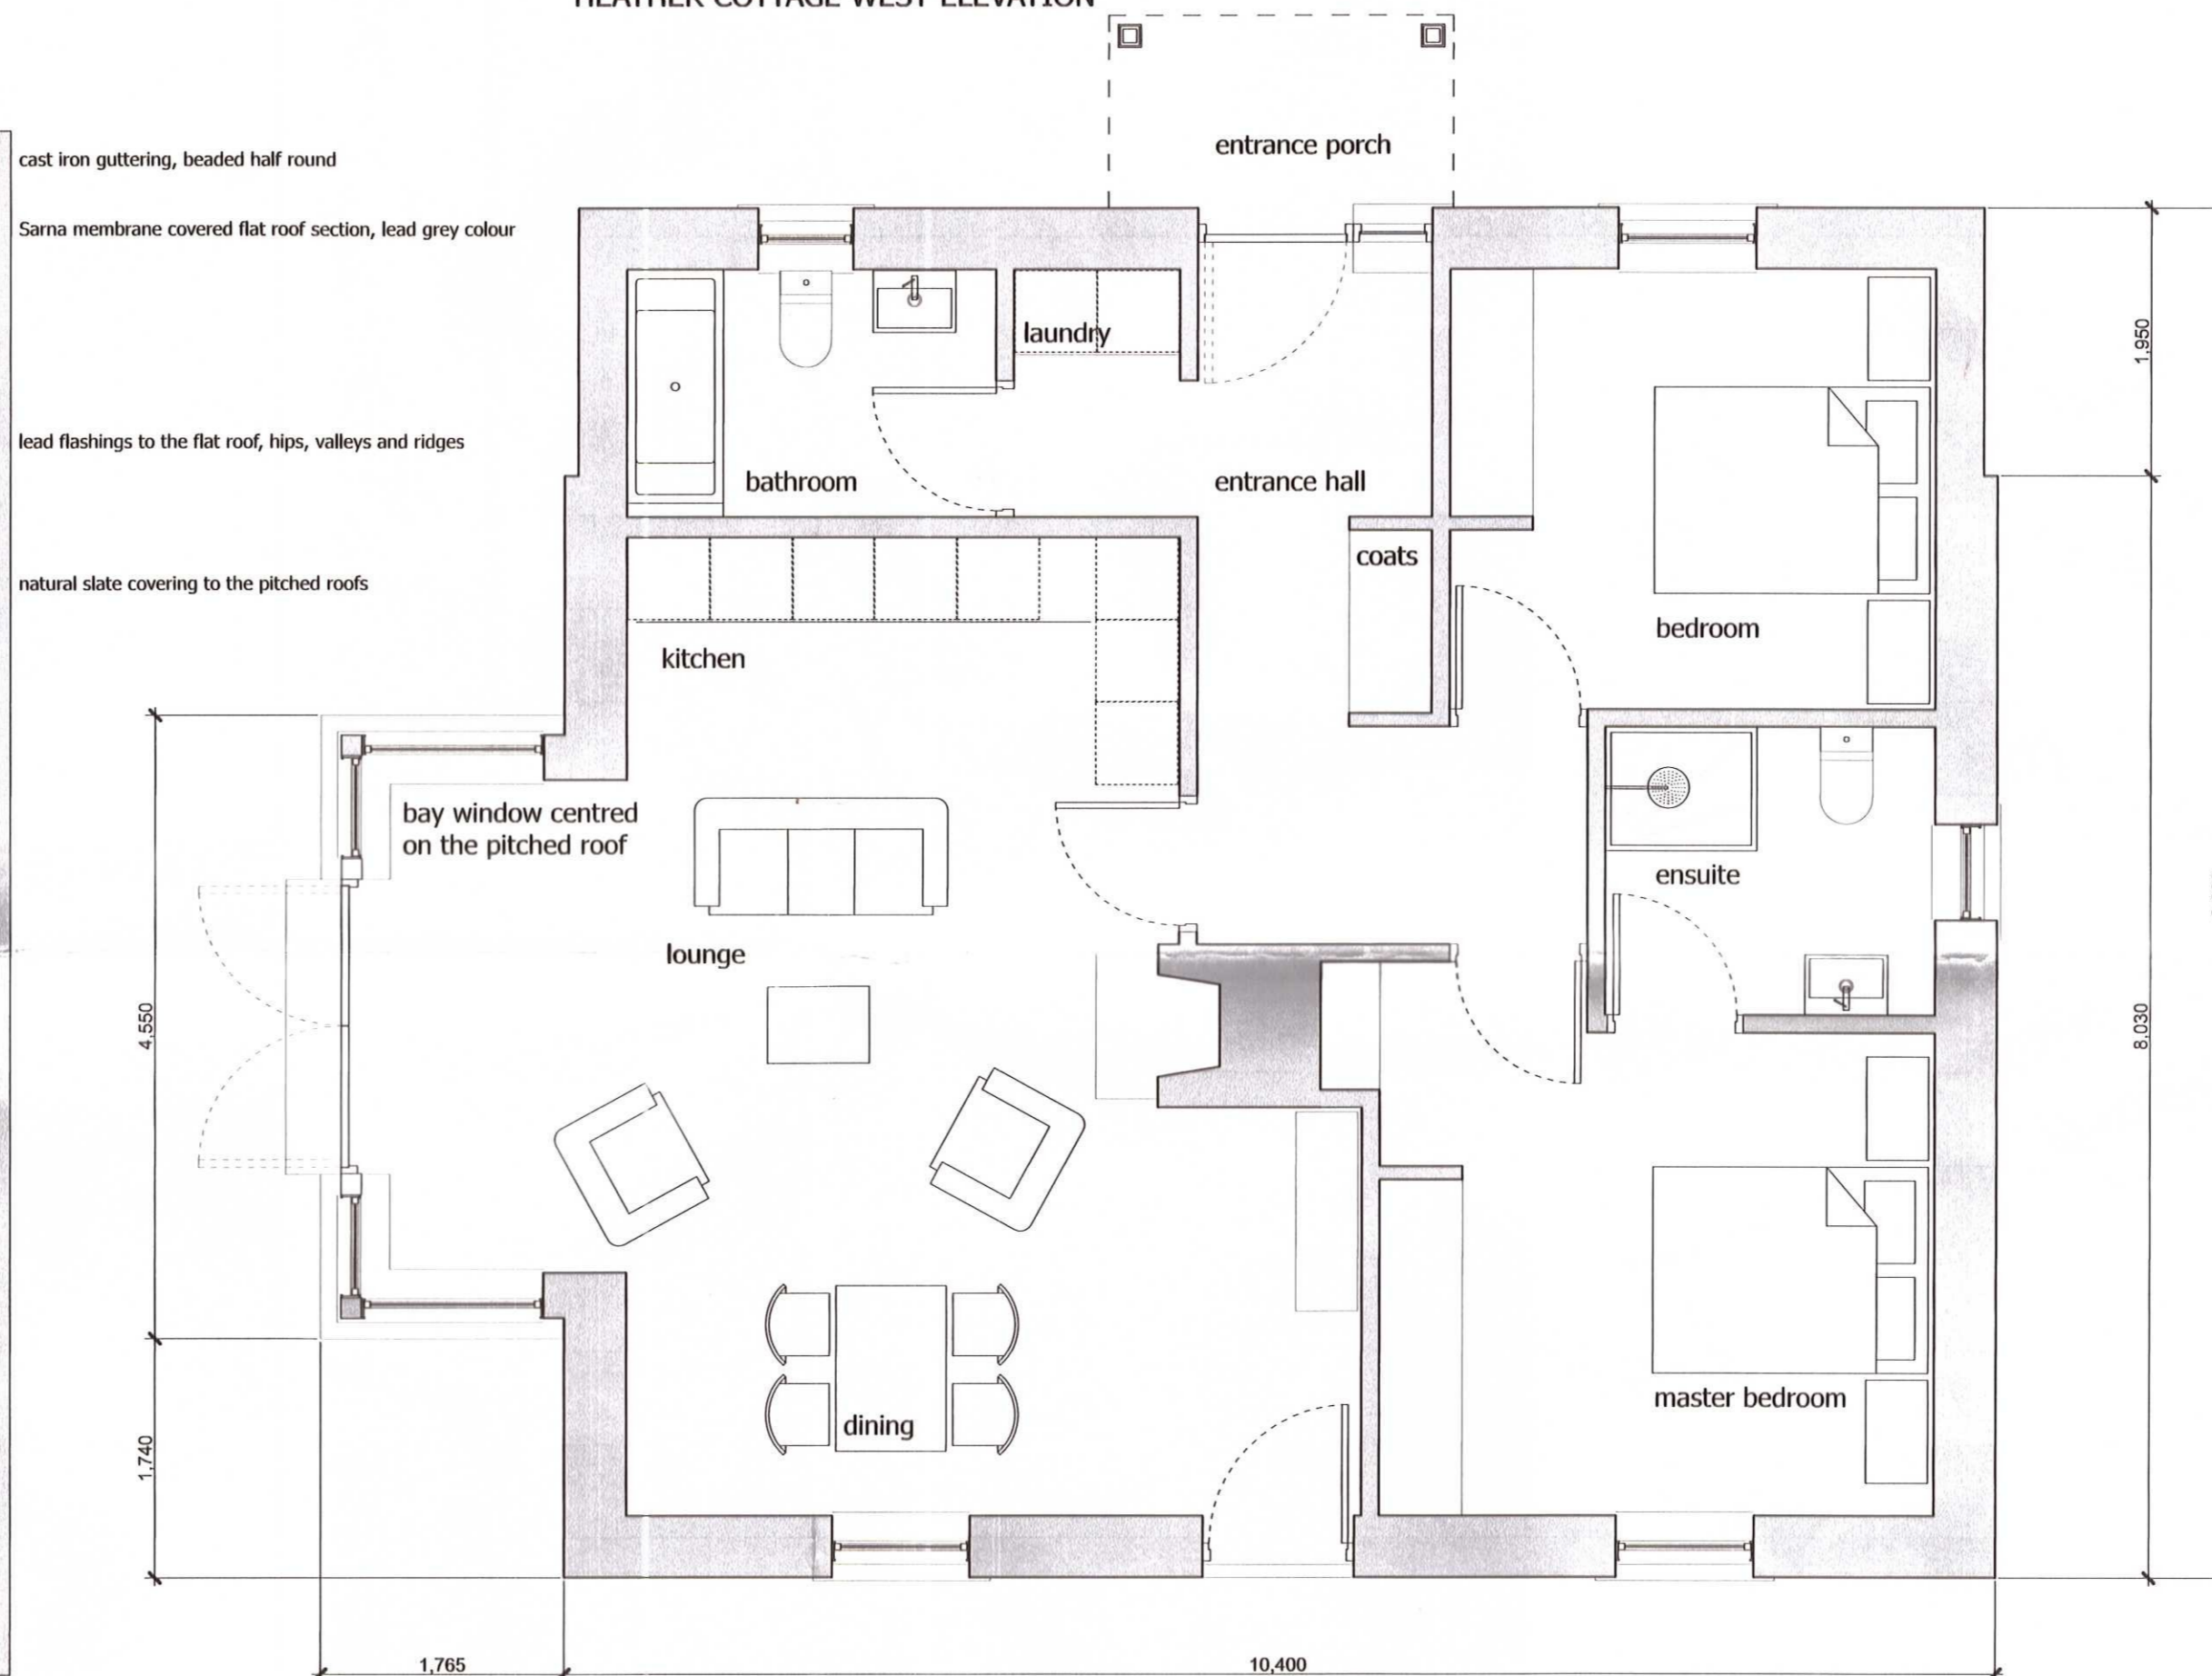 HEATHER COTTAGE WEST ELEVATION
entrance porch
cast iron guttering, beaded half round
Sarna membrane covered flat roof section, lead grey colour
laundry
1,950
lead flashings to the flat roof, hips, valleys and ridges
bathroom
entrance hall
coats
natural slate covering to the pitched roofs
bedroom
kitchen
bay window centred
on the pitched roof
ensuite
lounge
4,550
8,030
master bedroom
dining
1,740
1,765
10,400